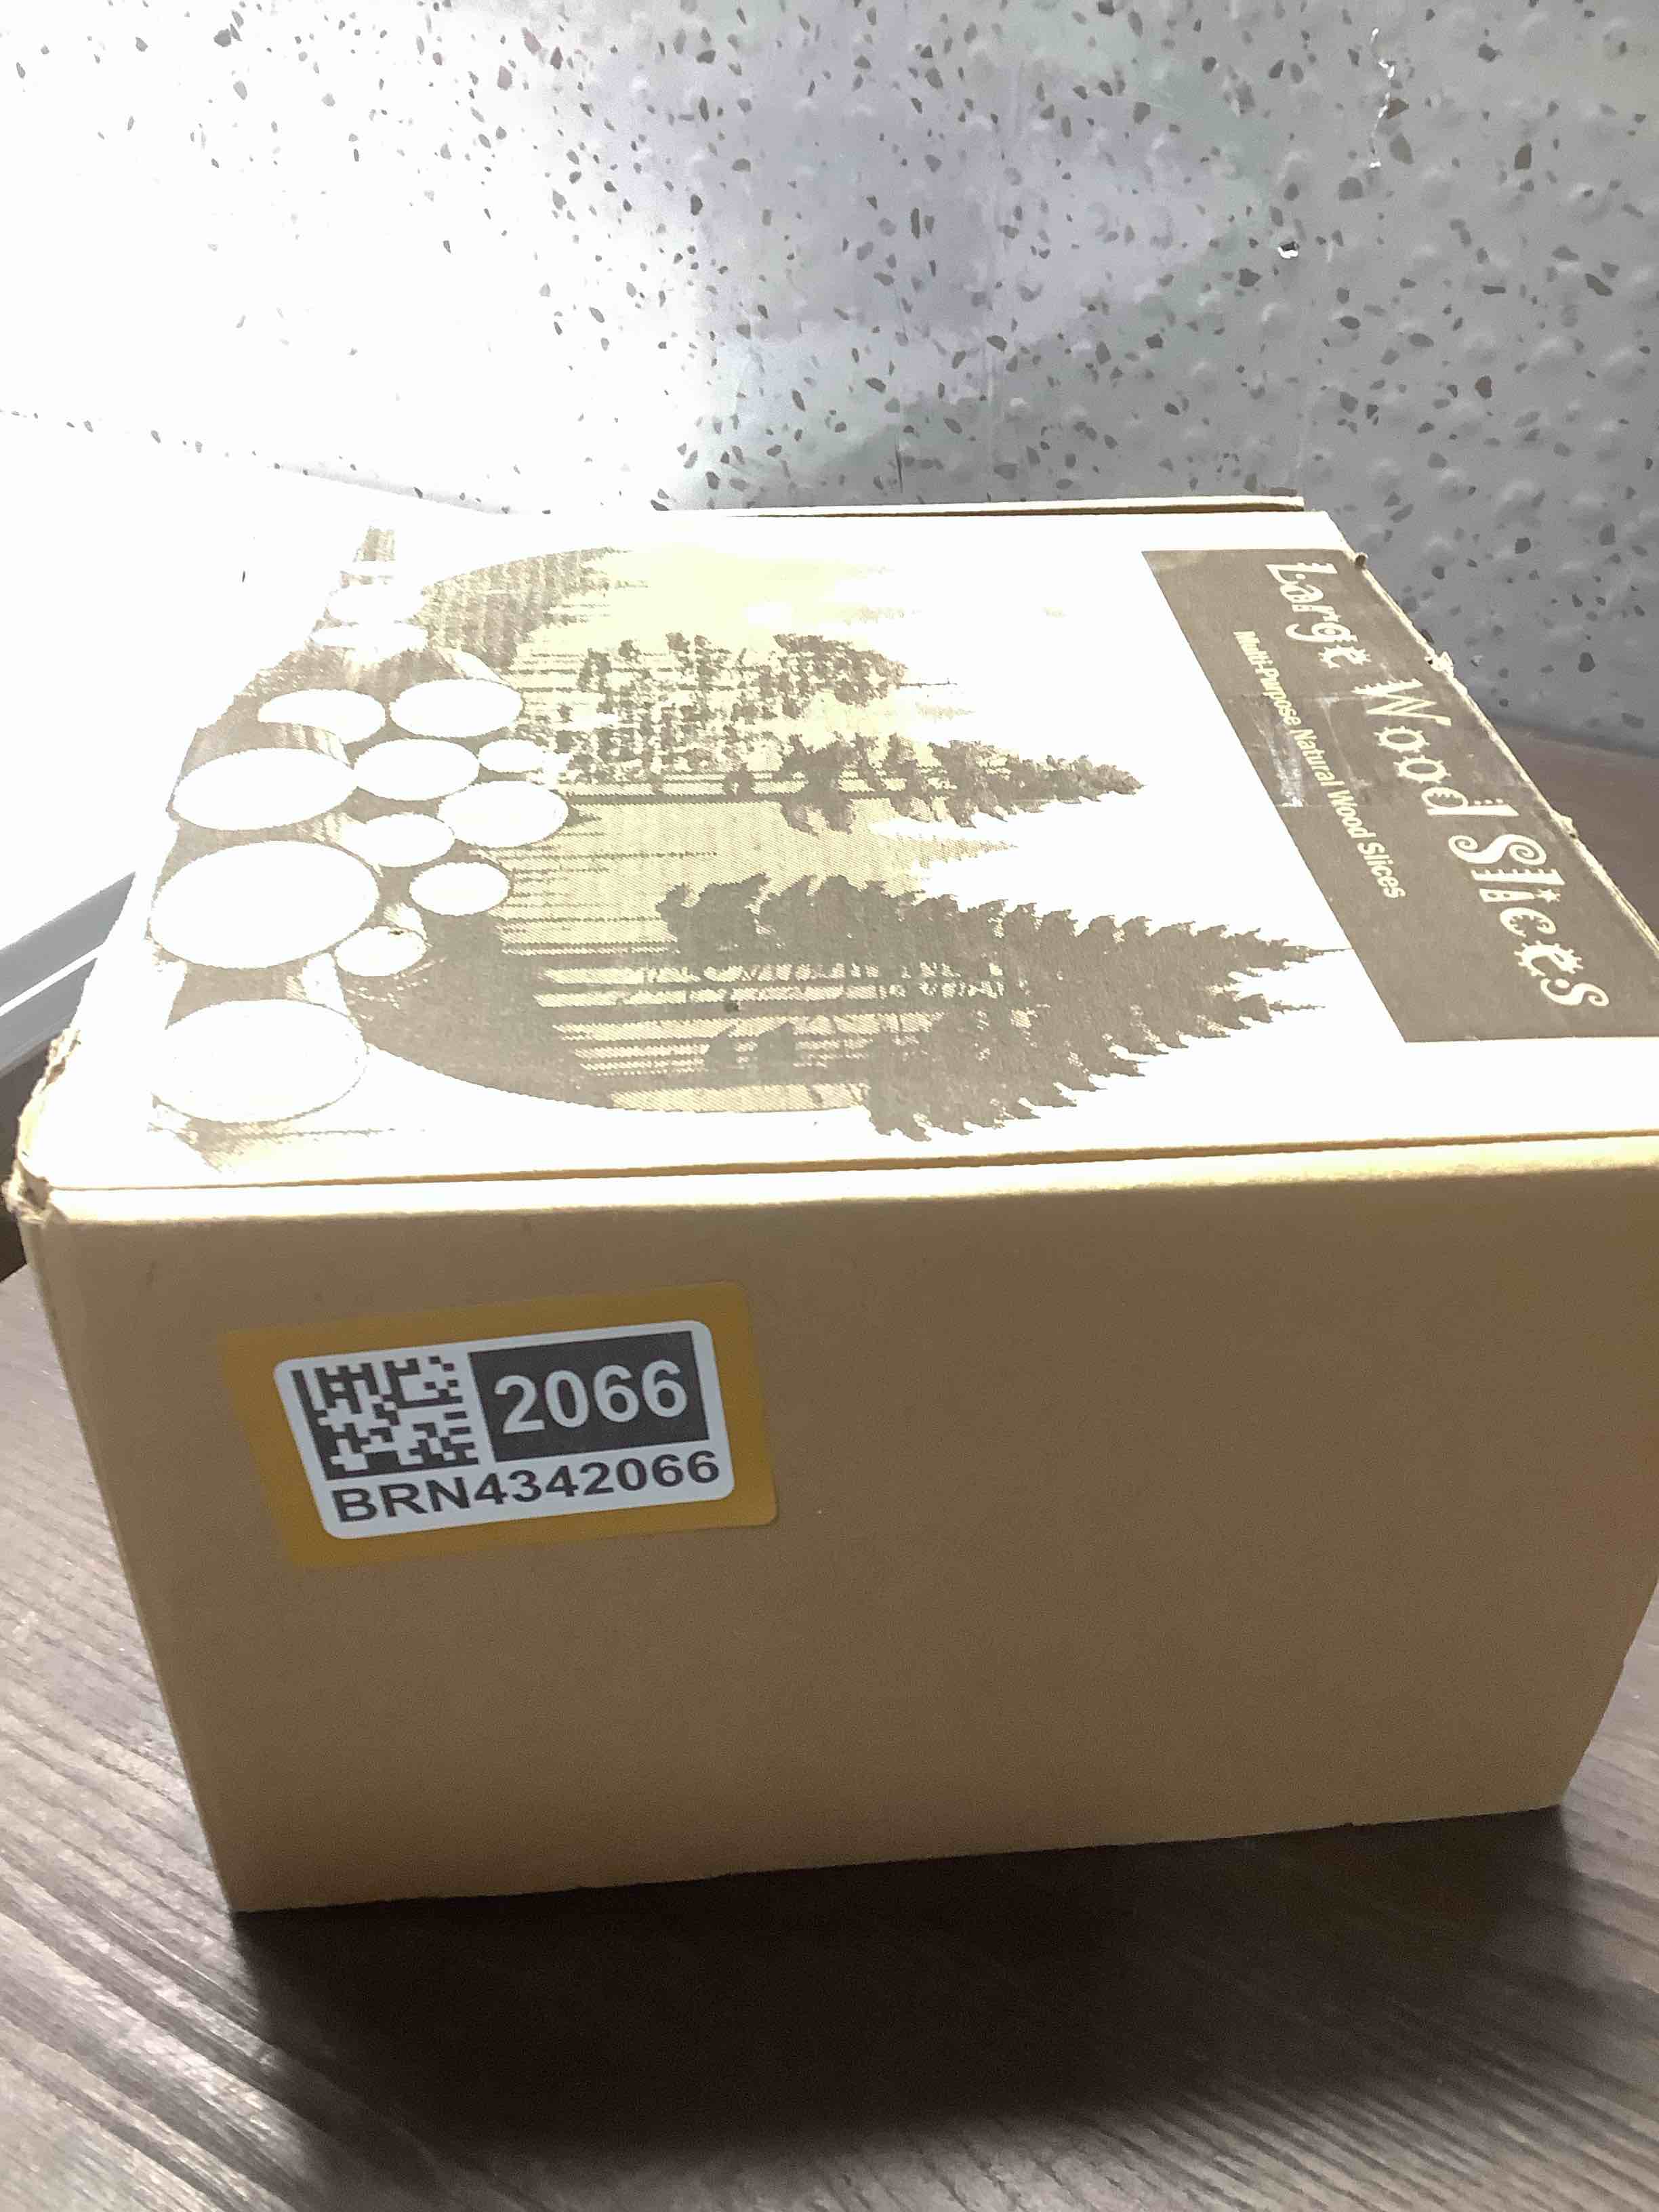 Large Wood Slices
Multi-Purpose Natural Wood Slices
2066
BRN4342066